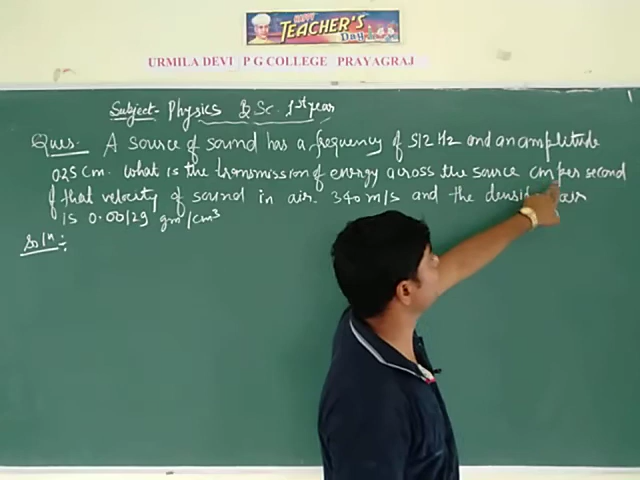 HAPPY
TEACHER'S
Day
URMILA DEVI P G COLLEGE PRAYAGRAJ
Subject- Physics B.Sc. 1st year
Ques. A source of sound has a frequency of 512 Hz and an amplitude
0.25 cm. What is the transmission of energy across the source cm per second
if that velocity of sound in air. 340 m/s and the density air
is 0.00129 gm/cm³
Soln: